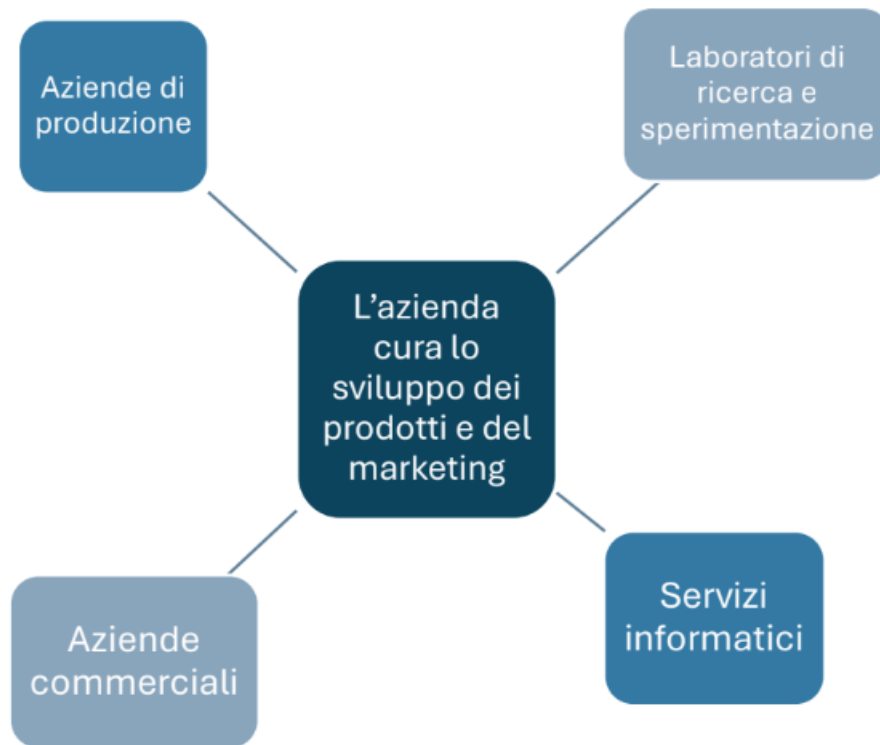 Aziende di
produzione
Laboratori di
ricerca e
sperimentazione
L’azienda
cura lo
sviluppo dei
prodotti e del
marketing
Aziende
commerciali
Servizi
informatici